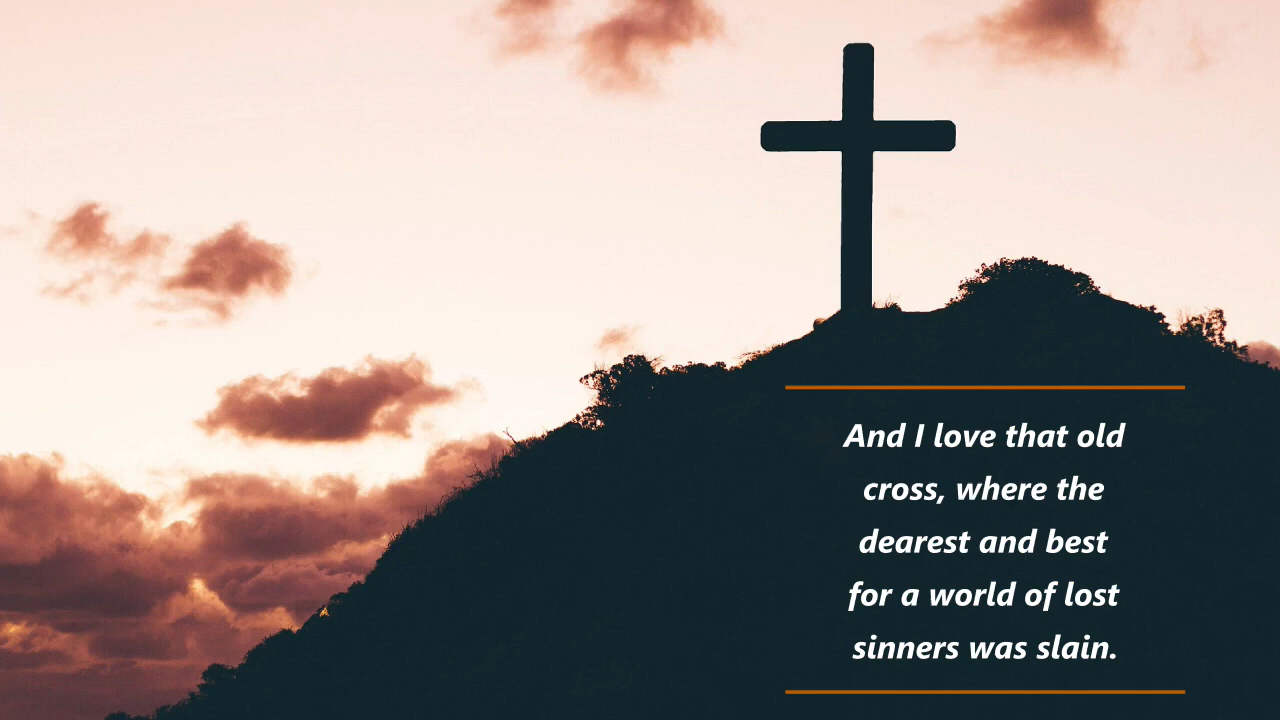 And I love that old
cross, where the
dearest and best
for a world of lost
sinners was slain.